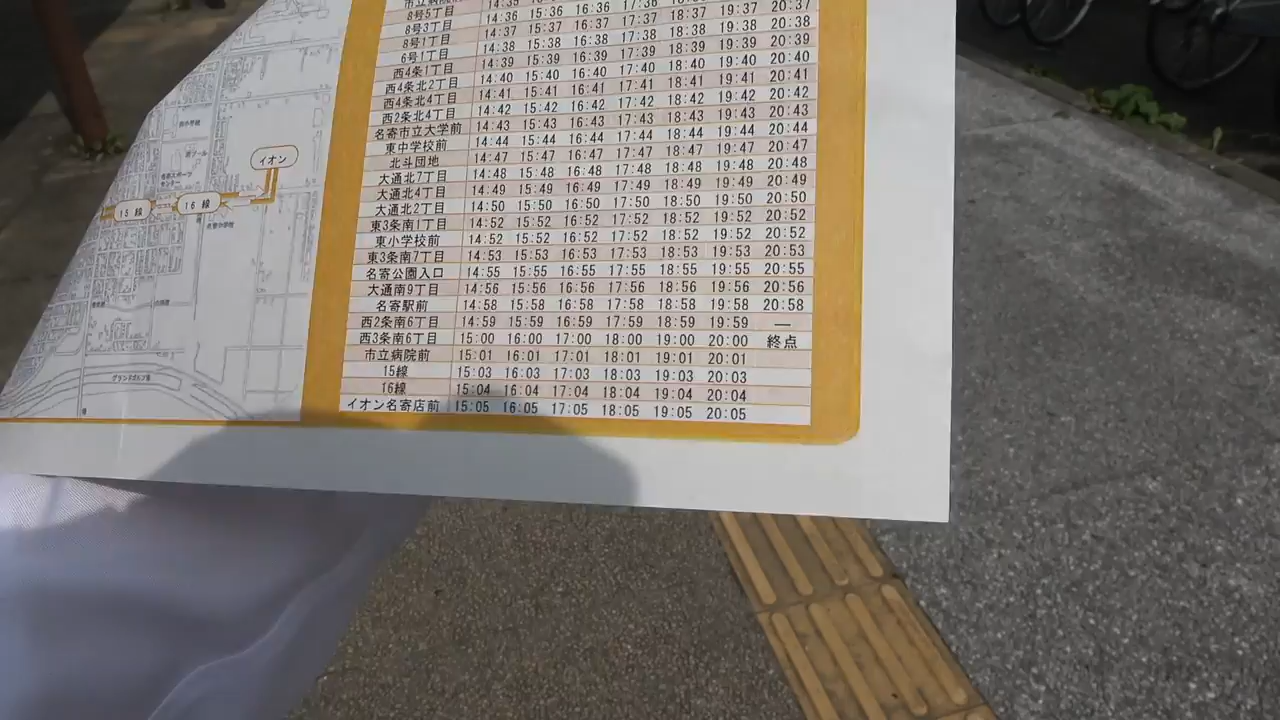 市立病院前
8号5丁目 14:35
8号3丁目 14:36 15:36 16:36 17:36
8号1丁目 14:37 15:37 16:37 17:37 18:37 19:37 20:37
6号1丁目 14:38 15:38 16:38 17:38 18:38 19:38 20:38
西4条1丁目 14:39 15:39 16:39 17:39 18:39 19:39 20:39
西4条北2丁目 14:40 15:40 16:40 17:40 18:40 19:40 20:40
西4条北4丁目 14:41 15:41 16:41 17:41 18:41 19:41 20:41
西2条北4丁目 14:42 15:42 16:42 17:42 18:42 19:42 20:42
名寄市立大学前 14:43 15:43 16:43 17:43 18:43 19:43 20:43
東中学校前 14:44 15:44 16:44 17:44 18:44 19:44 20:44
北斗団地 14:47 15:47 16:47 17:47 18:47 19:47 20:47
大通北7丁目 14:48 15:48 16:48 17:48 18:48 19:48 20:48
大通北4丁目 14:49 15:49 16:49 17:49 18:49 19:49 20:49
大通北2丁目 14:50 15:50 16:50 17:50 18:50 19:50 20:50
東3条南1丁目 14:52 15:52 16:52 17:52 18:52 19:52 20:52
東小学校前 14:52 15:52 16:52 17:52 18:52 19:52 20:52
東3条南7丁目 14:53 15:53 16:53 17:53 18:53 19:53 20:53
名寄公園入口 14:55 15:55 16:55 17:55 18:55 19:55 20:55
大通南9丁目 14:56 15:56 16:56 17:56 18:56 19:56 20:56
名寄駅前 14:58 15:58 16:58 17:58 18:58 19:58 20:58
西2条南6丁目 14:59 15:59 16:59 17:59 18:59 19:59 ―
西3条南6丁目 15:00 16:00 17:00 18:00 19:00 20:00 終点
市立病院前 15:01 16:01 17:01 18:01 19:01 20:01
15線 15:03 16:03 17:03 18:03 19:03 20:03
16線 15:04 16:04 17:04 18:04 19:04 20:04
イオン名寄店前 15:05 16:05 17:05 18:05 19:05 20:05
イオン
15線
16線